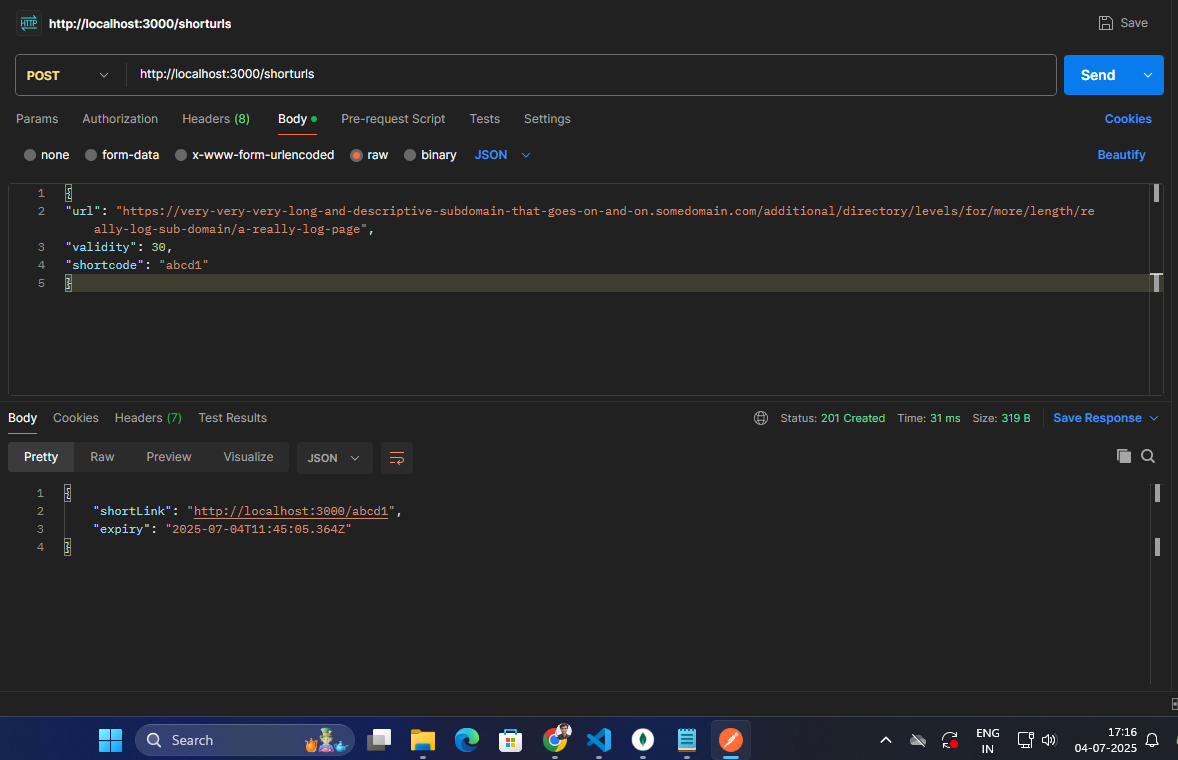 HTTP http://localhost:3000/shorturls Save
POST http://localhost:3000/shorturls Send
Params Authorization Headers (8) Body Pre-request Script Tests Settings Cookies
none form-data x-www-form-urlencoded raw binary JSON Beautify
1 {
2 "url": "https://very-very-very-long-and-descriptive-subdomain-that-goes-on-and-on.somedomain.com/additional/directory/levels/for/more/length/re
ally-log-sub-domain/a-really-log-page",
3 "validity": 30,
4 "shortcode": "abcd1"
5 }
Body Cookies Headers (7) Test Results Status: 201 Created Time: 31 ms Size: 319 B Save Response
Pretty Raw Preview Visualize JSON
1 {
2 "shortLink": "http://localhost:3000/abcd1",
3 "expiry": "2025-07-04T11:45:05.364Z"
4 }
Search ENG 17:16
IN 04-07-2025